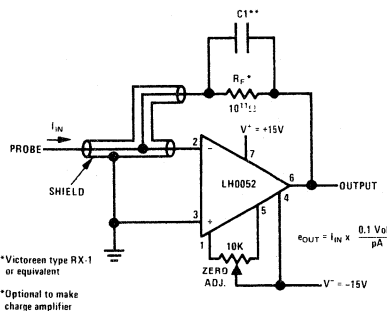 C1**
RF*
10¹¹Ω
IIN
V⁺ = +15V
PROBE
2
−
7
LH0052
6
OUTPUT
SHIELD
4
5
3
+
eOUT = IIN x 0.1 Vol
pA
1
10K
*Victoreen type RX-1
or equivalent
ZERO
ADJ.
V⁻ = −15V
*Optional to make
charge amplifier